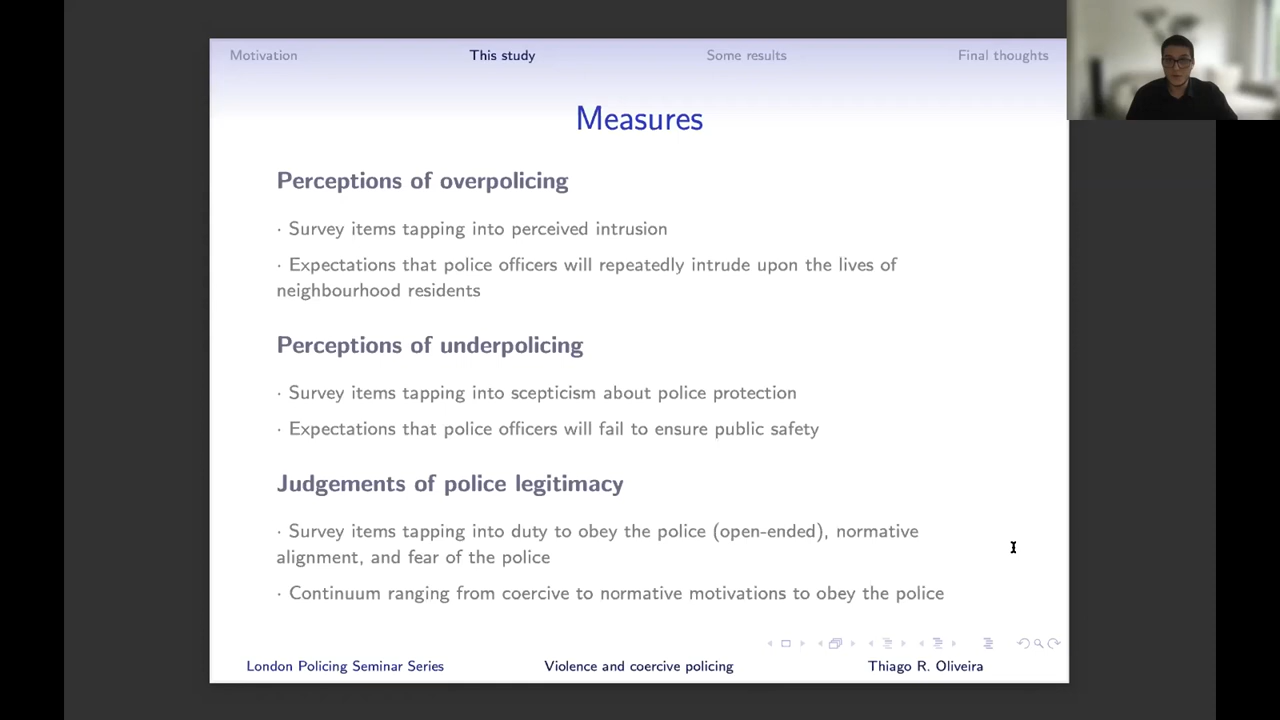 Motivation This study Some results Final thoughts
Measures
Perceptions of overpolicing
· Survey items tapping into perceived intrusion
· Expectations that police officers will repeatedly intrude upon the lives of
neighbourhood residents
Perceptions of underpolicing
· Survey items tapping into scepticism about police protection
· Expectations that police officers will fail to ensure public safety
Judgements of police legitimacy
· Survey items tapping into duty to obey the police (open-ended), normative
alignment, and fear of the police
· Continuum ranging from coercive to normative motivations to obey the police
London Policing Seminar Series Violence and coercive policing Thiago R. Oliveira